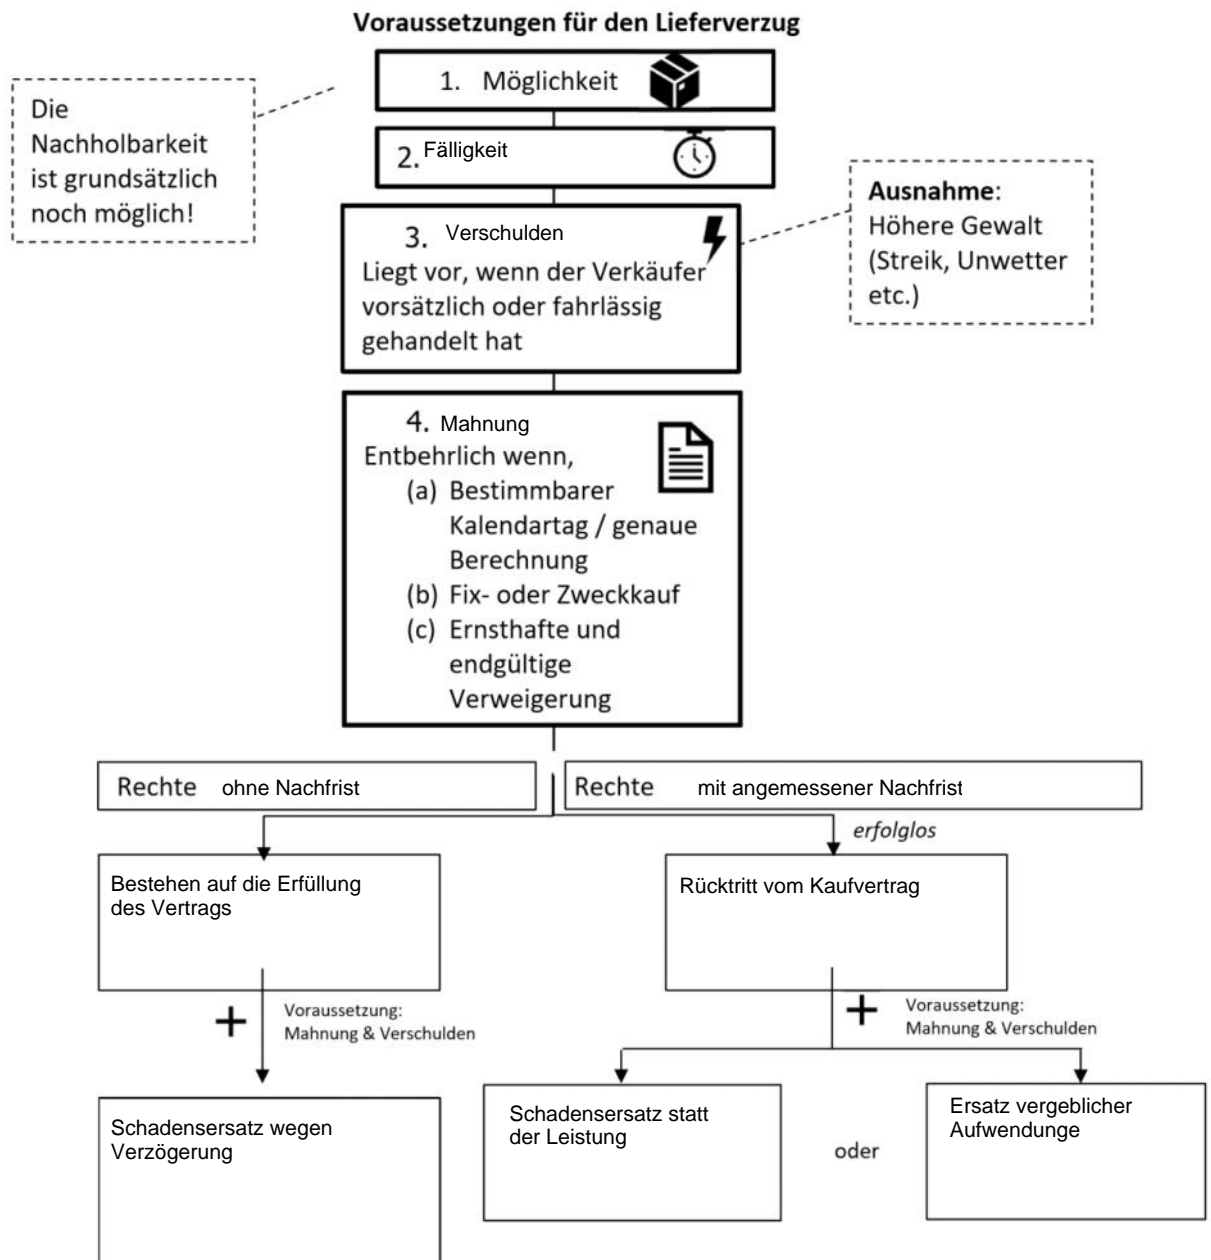 Voraussetzungen für den Lieferverzug
1. Möglichkeit
Die
Nachholbarkeit
ist grundsätzlich
noch möglich!
2. Fälligkeit
3. Verschulden
Liegt vor, wenn der Verkäufer
vorsätzlich oder fahrlässig
gehandelt hat
Ausnahme:
Höhere Gewalt
(Streik, Unwetter
etc.)
4. Mahnung
Entbehrlich wenn,
(a) Bestimmbarer
Kalendartag / genaue
Berechnung
(b) Fix- oder Zweckkauf
(c) Ernsthafte und
endgültige
Verweigerung
Rechte ohne Nachfrist
Rechte mit angemessener Nachfrist
erfolglos
Bestehen auf die Erfüllung
des Vertrags
Rücktritt vom Kaufvertrag
Voraussetzung:
Mahnung & Verschulden
Voraussetzung:
Mahnung & Verschulden
Schadensersatz wegen
Verzögerung
Schadensersatz statt
der Leistung
oder
Ersatz vergeblicher
Aufwendunge